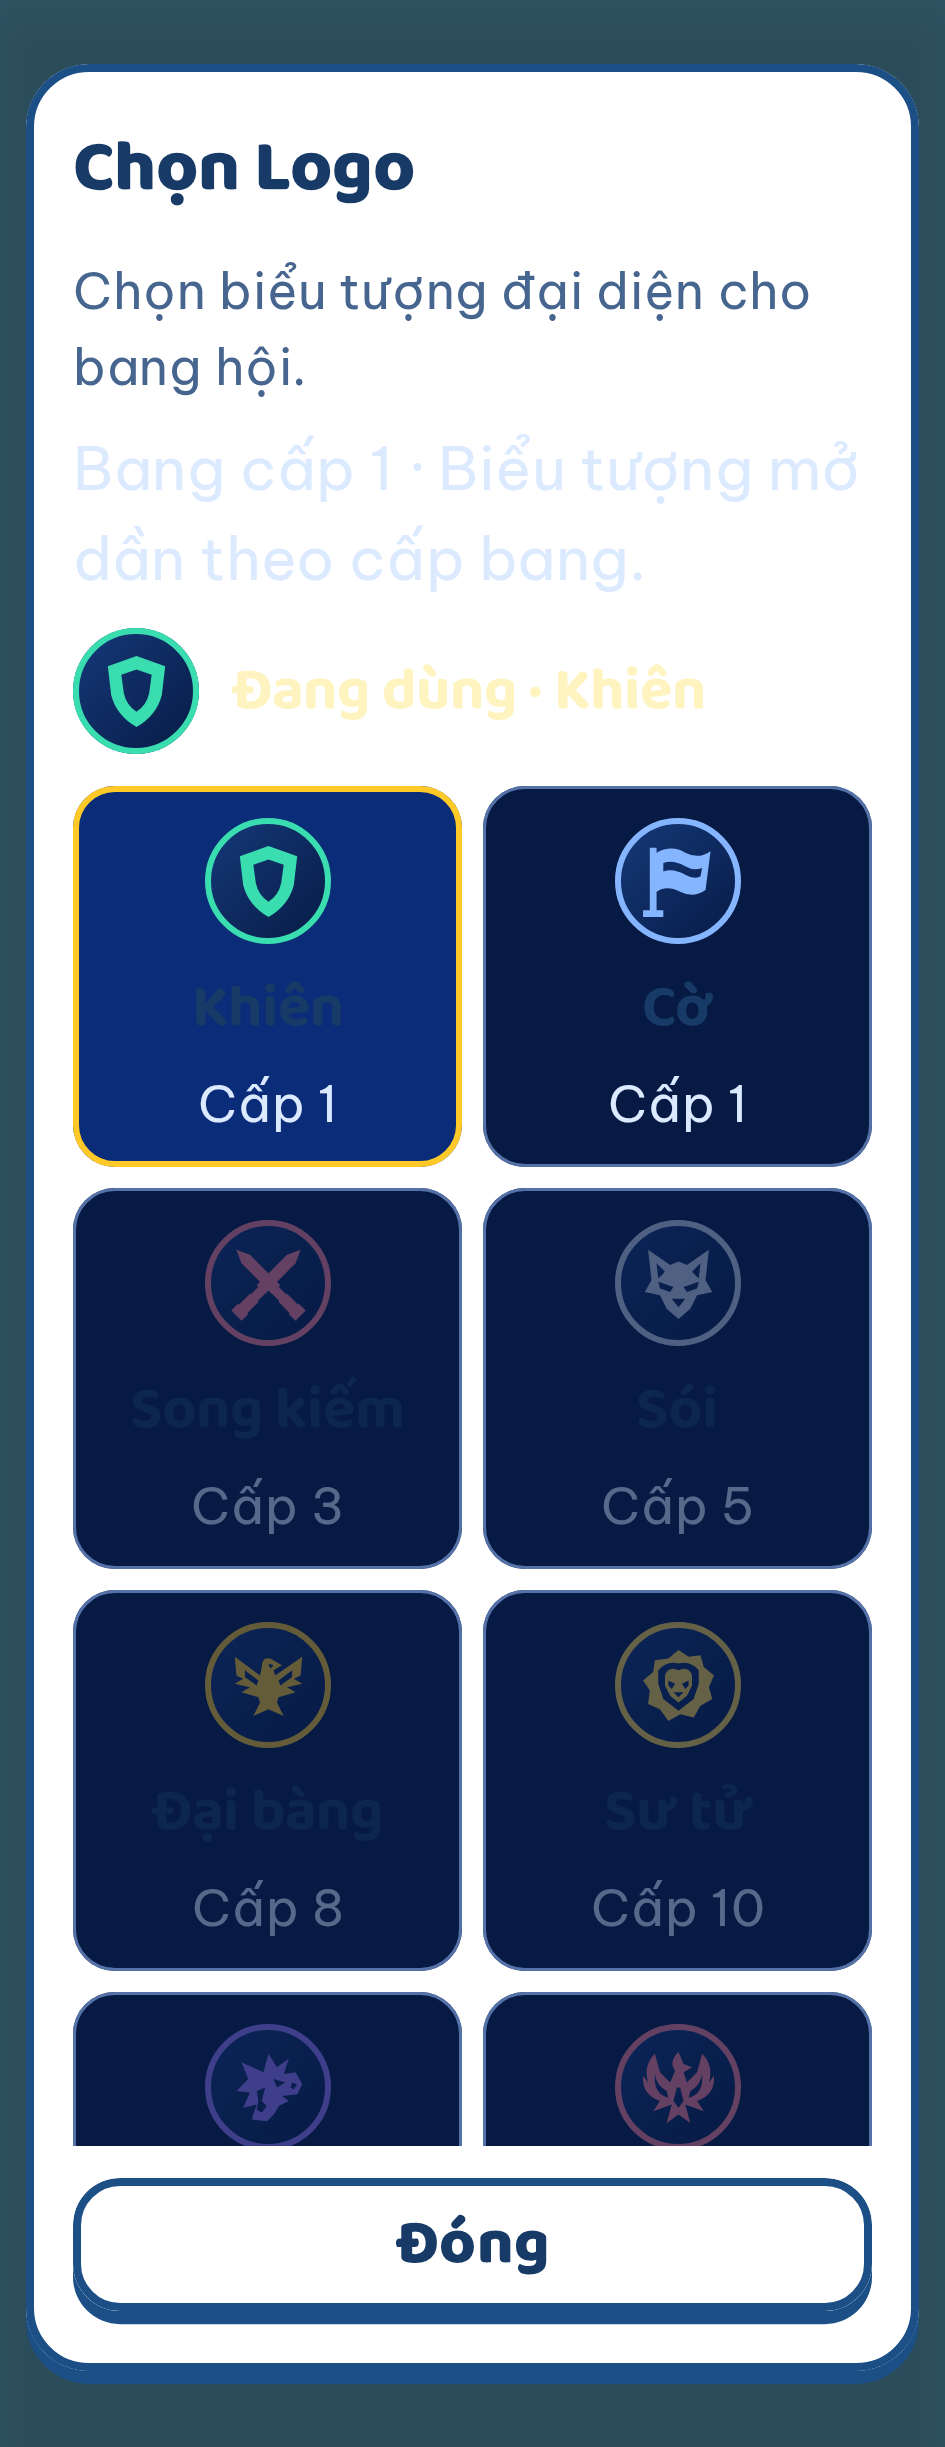 Chọn Logo
Chọn biểu tượng đại diện cho
bang hội.
Bang cấp 1 · Biểu tượng mở
dần theo cấp bang.
Đang dùng · Khiên
Khiên
Cờ
Cấp 1
Cấp 1
Song kiếm
Sói
Cấp 3
Cấp 5
Đại bàng
Sư tử
Cấp 8
Cấp 10
Đóng